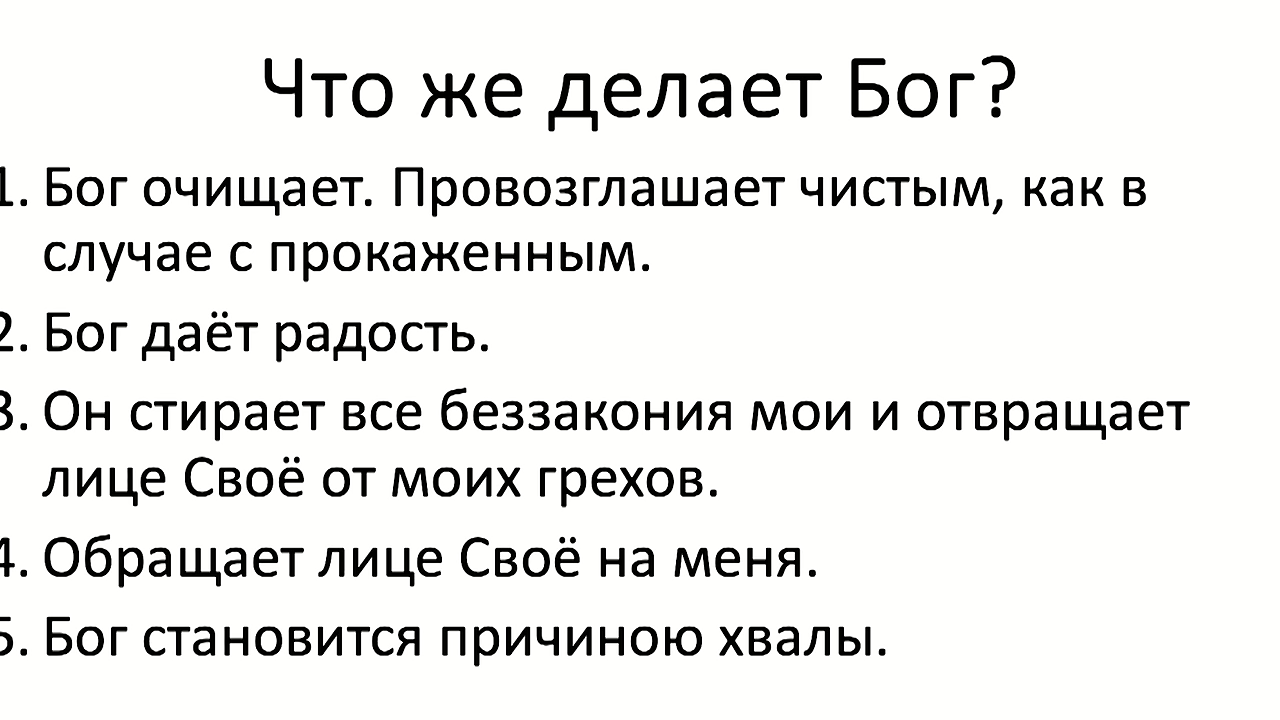 Что же делает Бог?
1. Бог очищает. Провозглашает чистым, как в
случае с прокаженным.
2. Бог даёт радость.
3. Он стирает все беззакония мои и отвращает
лице Своё от моих грехов.
4. Обращает лице Своё на меня.
5. Бог становится причиною хвалы.